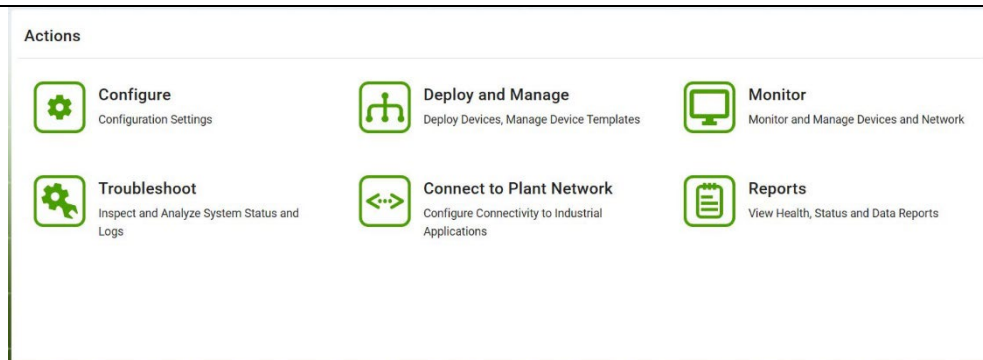 Actions
Configure
Configuration Settings
Deploy and Manage
Deploy Devices, Manage Device Templates
Monitor
Monitor and Manage Devices and Network
Troubleshoot
Inspect and Analyze System Status and
Logs
Connect to Plant Network
Configure Connectivity to Industrial
Applications
Reports
View Health, Status and Data Reports